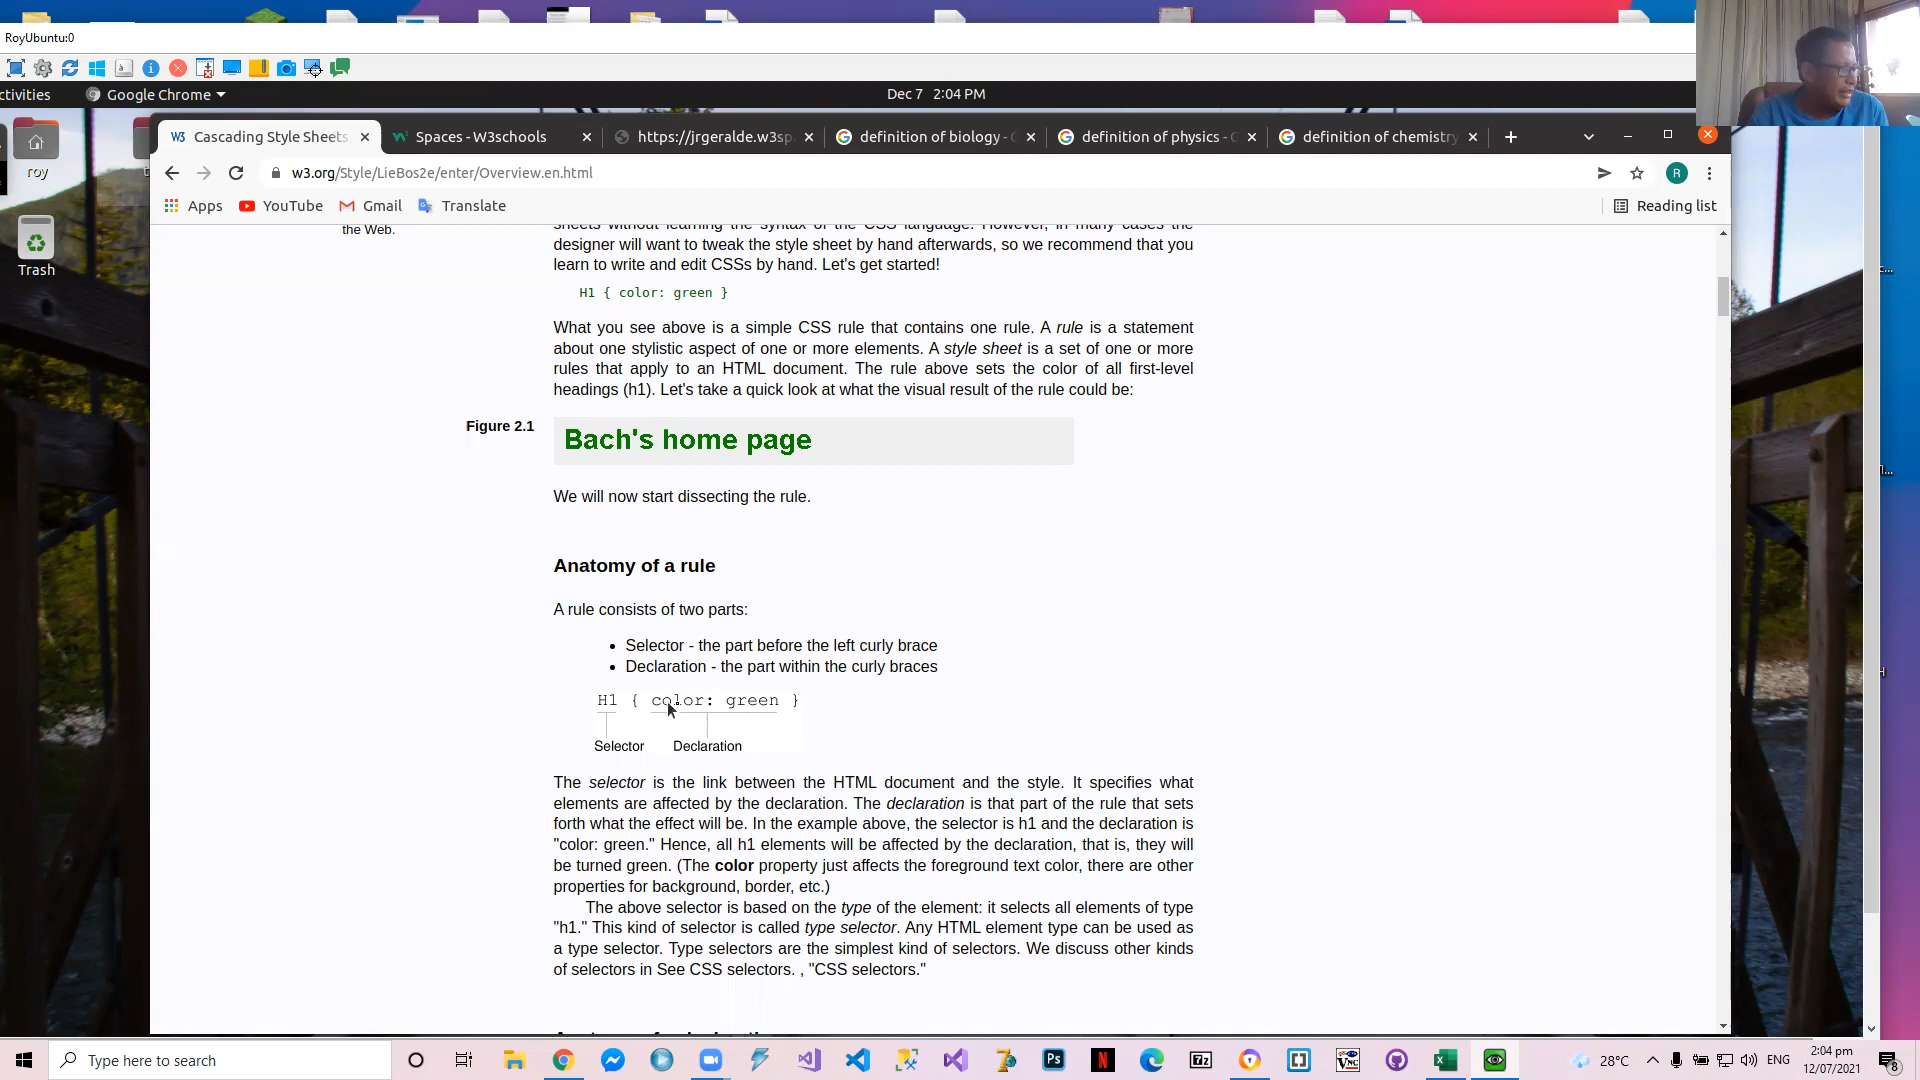 RoyUbuntu:0
ctivities
Google Chrome
Dec 7 2:04 PM
Cascading Style Sheets
Spaces - W3schools
https://jrgeralde.w3sp
definition of biology -
definition of physics -
definition of chemistry
w3.org/Style/LieBos2e/enter/Overview.en.html
Apps
YouTube
Gmail
Translate
Reading list
roy
Trash
the Web.
sheets without learning the syntax of the CSS language. However, in many cases the
designer will want to tweak the style sheet by hand afterwards, so we recommend that you
learn to write and edit CSSs by hand. Let's get started!
H1 { color: green }
What you see above is a simple CSS rule that contains one rule. A rule is a statement
about one stylistic aspect of one or more elements. A style sheet is a set of one or more
rules that apply to an HTML document. The rule above sets the color of all first-level
headings (h1). Let's take a quick look at what the visual result of the rule could be:
Figure 2.1
Bach's home page
We will now start dissecting the rule.
Anatomy of a rule
A rule consists of two parts:
• Selector - the part before the left curly brace
• Declaration - the part within the curly braces
H1 { color: green }
Selector Declaration
The selector is the link between the HTML document and the style. It specifies what
elements are affected by the declaration. The declaration is that part of the rule that sets
forth what the effect will be. In the example above, the selector is h1 and the declaration is
"color: green." Hence, all h1 elements will be affected by the declaration, that is, they will
be turned green. (The color property just affects the foreground text color, there are other
properties for background, border, etc.)
The above selector is based on the type of the element: it selects all elements of type
"h1." This kind of selector is called type selector. Any HTML element type can be used as
a type selector. Type selectors are the simplest kind of selectors. We discuss other kinds
of selectors in See CSS selectors. , "CSS selectors."
Type here to search
28°C
ENG
2:04 pm
12/07/2021
8